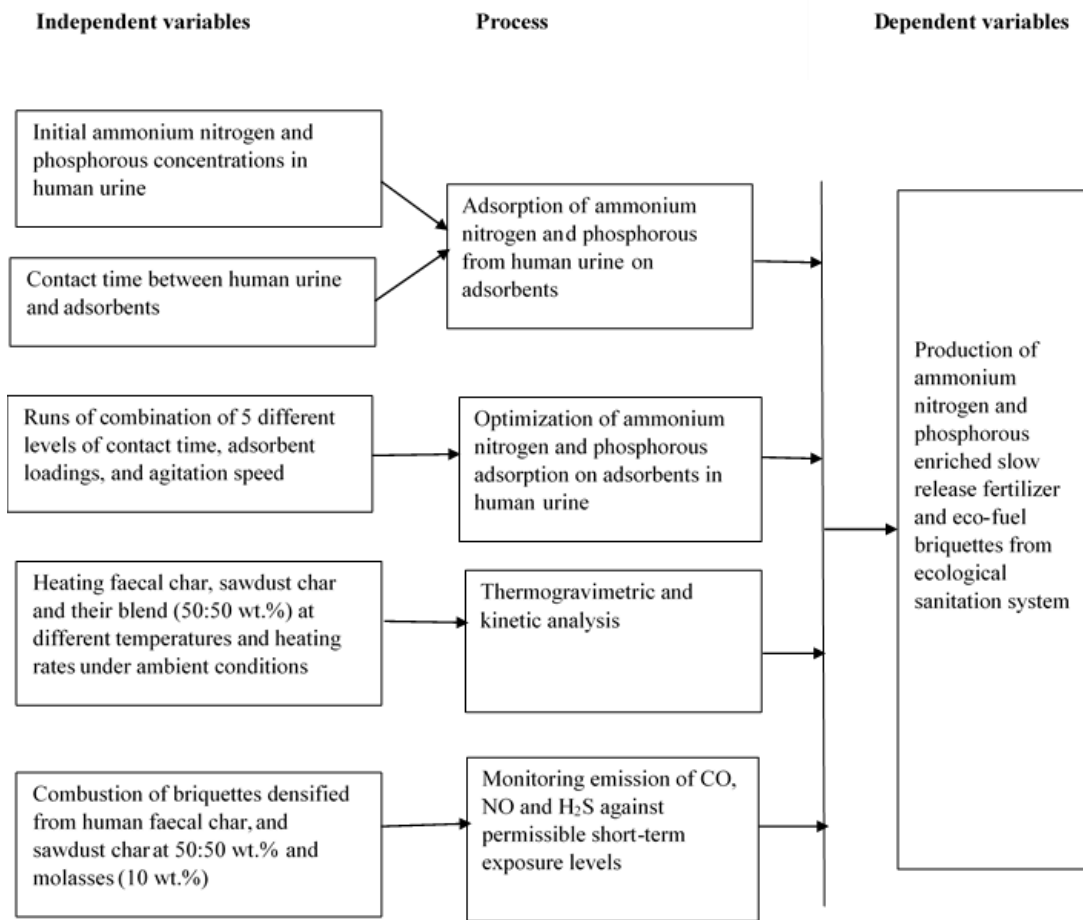 Independent variables
Process
Dependent variables
Initial ammonium nitrogen and
phosphorous concentrations in
human urine
Contact time between human urine
and adsorbents
Adsorption of ammonium
nitrogen and phosphorous
from human urine on
adsorbents
Runs of combination of 5 different
levels of contact time, adsorbent
loadings, and agitation speed
Optimization of ammonium
nitrogen and phosphorous
adsorption on adsorbents in
human urine
Heating faecal char, sawdust char
and their blend (50:50 wt.%) at
different temperatures and heating
rates under ambient conditions
Thermogravimetric and
kinetic analysis
Combustion of briquettes densified
from human faecal char, and
sawdust char at 50:50 wt.% and
molasses (10 wt.%)
Monitoring emission of CO,
NO and H₂S against
permissible short-term
exposure levels
Production of
ammonium
nitrogen and
phosphorous
enriched slow
release fertilizer
and eco-fuel
briquettes from
ecological
sanitation system